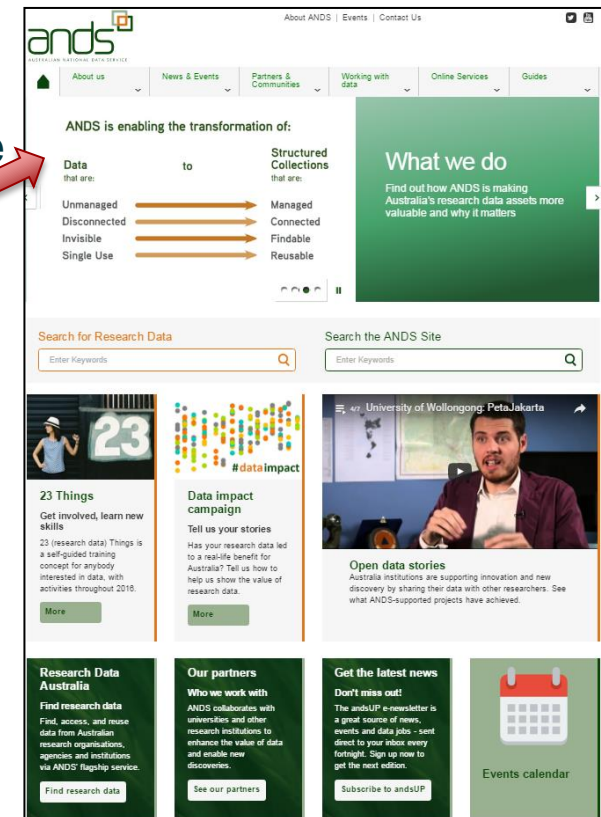 About ANDS | Events | Contact Us
ands
AUSTRALIAN NATIONAL DATA SERVICE
About us
News & Events
Partners &
Communities
Working with
data
Online Services
Guides
ANDS is enabling the transformation of:
Data
that are:
to
Structured
Collections
that are:
Unmanaged
Managed
Disconnected
Connected
Invisible
Findable
Single Use
Reusable
What we do
Find out how ANDS is making
Australia's research data assets more
valuable and why it matters
Search for Research Data
Enter Keywords
Search the ANDS Site
Enter Keywords
23
23 Things
Get involved, learn new
skills
23 (research data) Things is
a self-guided training
concept for anybody
interested in data, with
activities throughout 2016.
More
#dataimpact
Data impact
campaign
Tell us your stories
Has your research data led
to a real-life benefit for
Australia? Tell us how to
help us show the value of
research data.
More
4/7 University of Wollongong: PetaJakarta
Open data stories
Australia institutions are supporting innovation and new
discovery by sharing their data with other researchers. See
what ANDS-supported projects have achieved.
Research Data
Australia
Find research data
Find, access, and reuse
data from Australian
research organisations,
agencies and institutions
via ANDS' flagship service.
Find research data
Our partners
Who we work with
ANDS collaborates with
universities and other
research institutions to
enhance the value of data
and enable new
discoveries.
See our partners
Get the latest news
Don't miss out!
The andsUP e-newsletter is
a great source of news,
events and data jobs - sent
direct to your inbox every
fortnight. Sign up now to
get the next edition.
Subscribe to andsUP
Events calendar